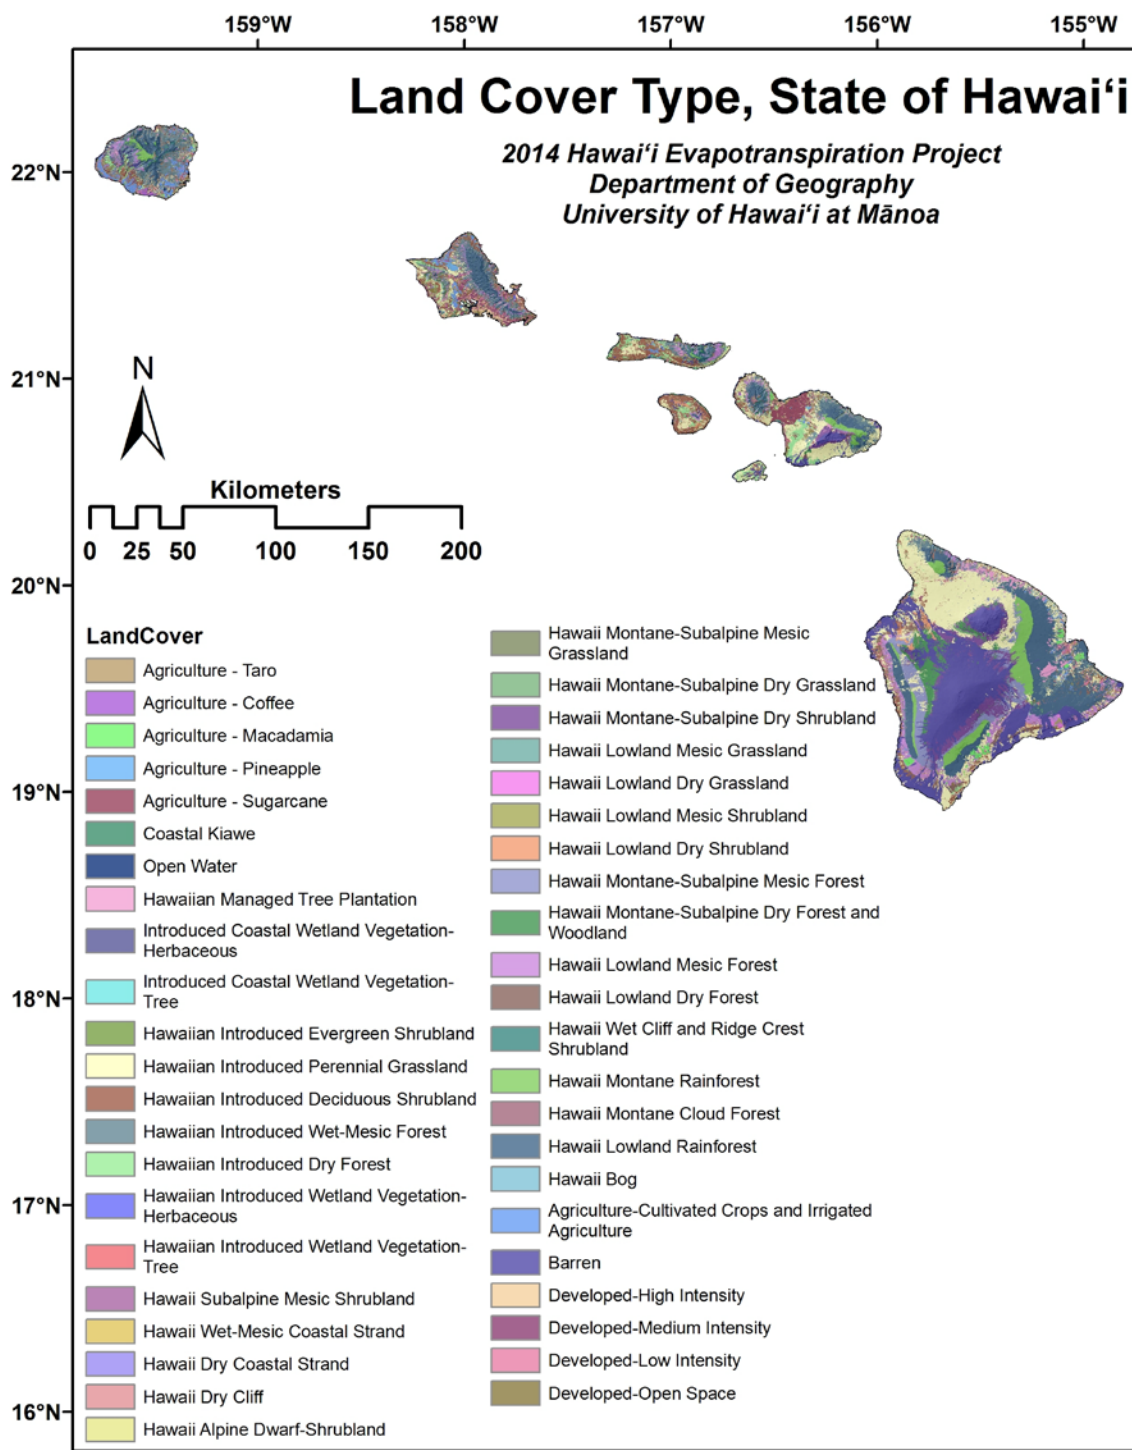 159°W 158°W 157°W 156°W 155°W
Land Cover Type, State of Hawai‘i
2014 Hawai‘i Evapotranspiration Project
Department of Geography
University of Hawai‘i at Mānoa
22°N
21°N
20°N
19°N
18°N
17°N
16°N
N
Kilometers
0 25 50 100 150 200
LandCover
Agriculture - Taro
Agriculture - Coffee
Agriculture - Macadamia
Agriculture - Pineapple
Agriculture - Sugarcane
Coastal Kiawe
Open Water
Hawaiian Managed Tree Plantation
Introduced Coastal Wetland Vegetation-
Herbaceous
Introduced Coastal Wetland Vegetation-
Tree
Hawaiian Introduced Evergreen Shrubland
Hawaiian Introduced Perennial Grassland
Hawaiian Introduced Deciduous Shrubland
Hawaiian Introduced Wet-Mesic Forest
Hawaiian Introduced Dry Forest
Hawaiian Introduced Wetland Vegetation-
Herbaceous
Hawaiian Introduced Wetland Vegetation-
Tree
Hawaii Subalpine Mesic Shrubland
Hawaii Wet-Mesic Coastal Strand
Hawaii Dry Coastal Strand
Hawaii Dry Cliff
Hawaii Alpine Dwarf-Shrubland
Hawaii Montane-Subalpine Mesic
Grassland
Hawaii Montane-Subalpine Dry Grassland
Hawaii Montane-Subalpine Dry Shrubland
Hawaii Lowland Mesic Grassland
Hawaii Lowland Dry Grassland
Hawaii Lowland Mesic Shrubland
Hawaii Lowland Dry Shrubland
Hawaii Montane-Subalpine Mesic Forest
Hawaii Montane-Subalpine Dry Forest and
Woodland
Hawaii Lowland Mesic Forest
Hawaii Lowland Dry Forest
Hawaii Wet Cliff and Ridge Crest
Shrubland
Hawaii Montane Rainforest
Hawaii Montane Cloud Forest
Hawaii Lowland Rainforest
Hawaii Bog
Agriculture-Cultivated Crops and Irrigated
Agriculture
Barren
Developed-High Intensity
Developed-Medium Intensity
Developed-Low Intensity
Developed-Open Space